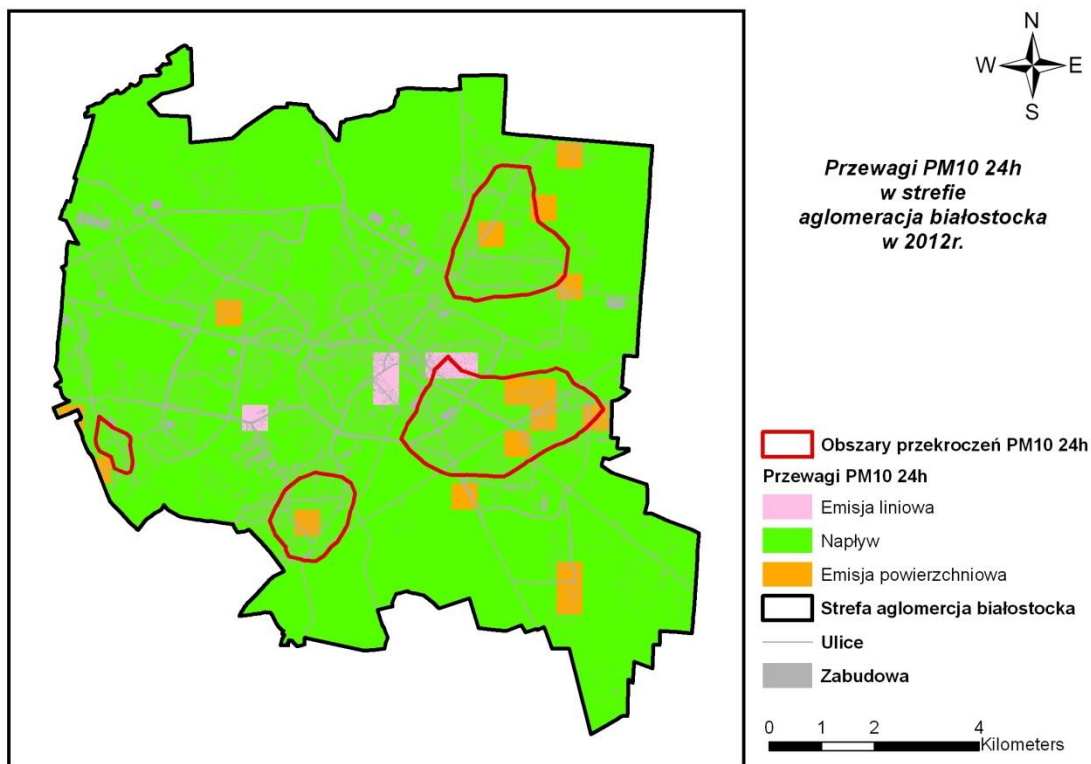 N
W E
S
Przewagi PM10 24h
w strefie
aglomeracja białostocka
w 2012r.
Obszary przekroczeń PM10 24h
Przewagi PM10 24h
Emisja liniowa
Napływ
Emisja powierzchniowa
Strefa aglomercja białostocka
Ulice
Zabudowa
0 1 2 4
Kilometers